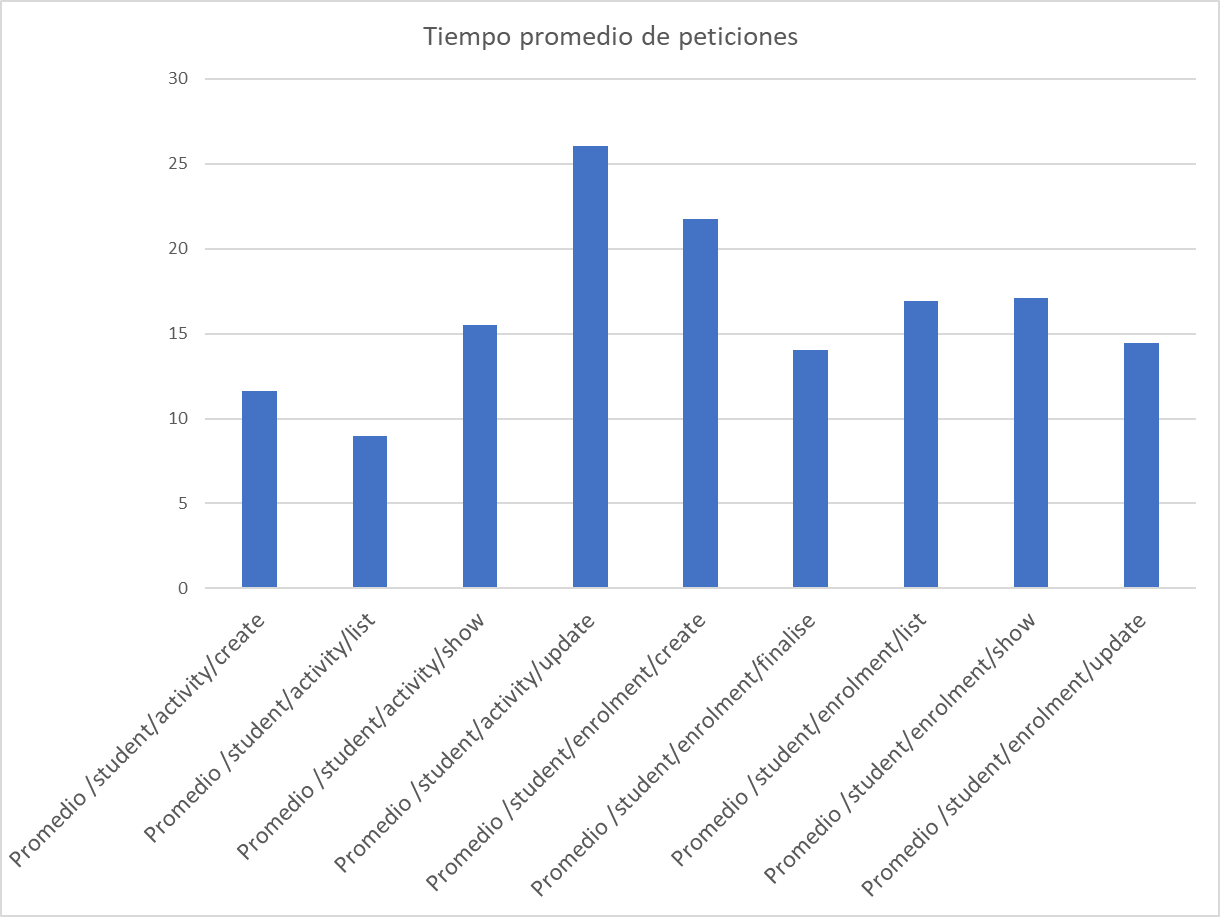 Tiempo promedio de peticiones
30
25
20
15
10
5
0
Promedio /student/activity/create
Promedio /student/activity/list
Promedio /student/activity/show
Promedio /student/activity/update
Promedio /student/enrolment/create
Promedio /student/enrolment/finalise
Promedio /student/enrolment/list
Promedio /student/enrolment/show
Promedio /student/enrolment/update